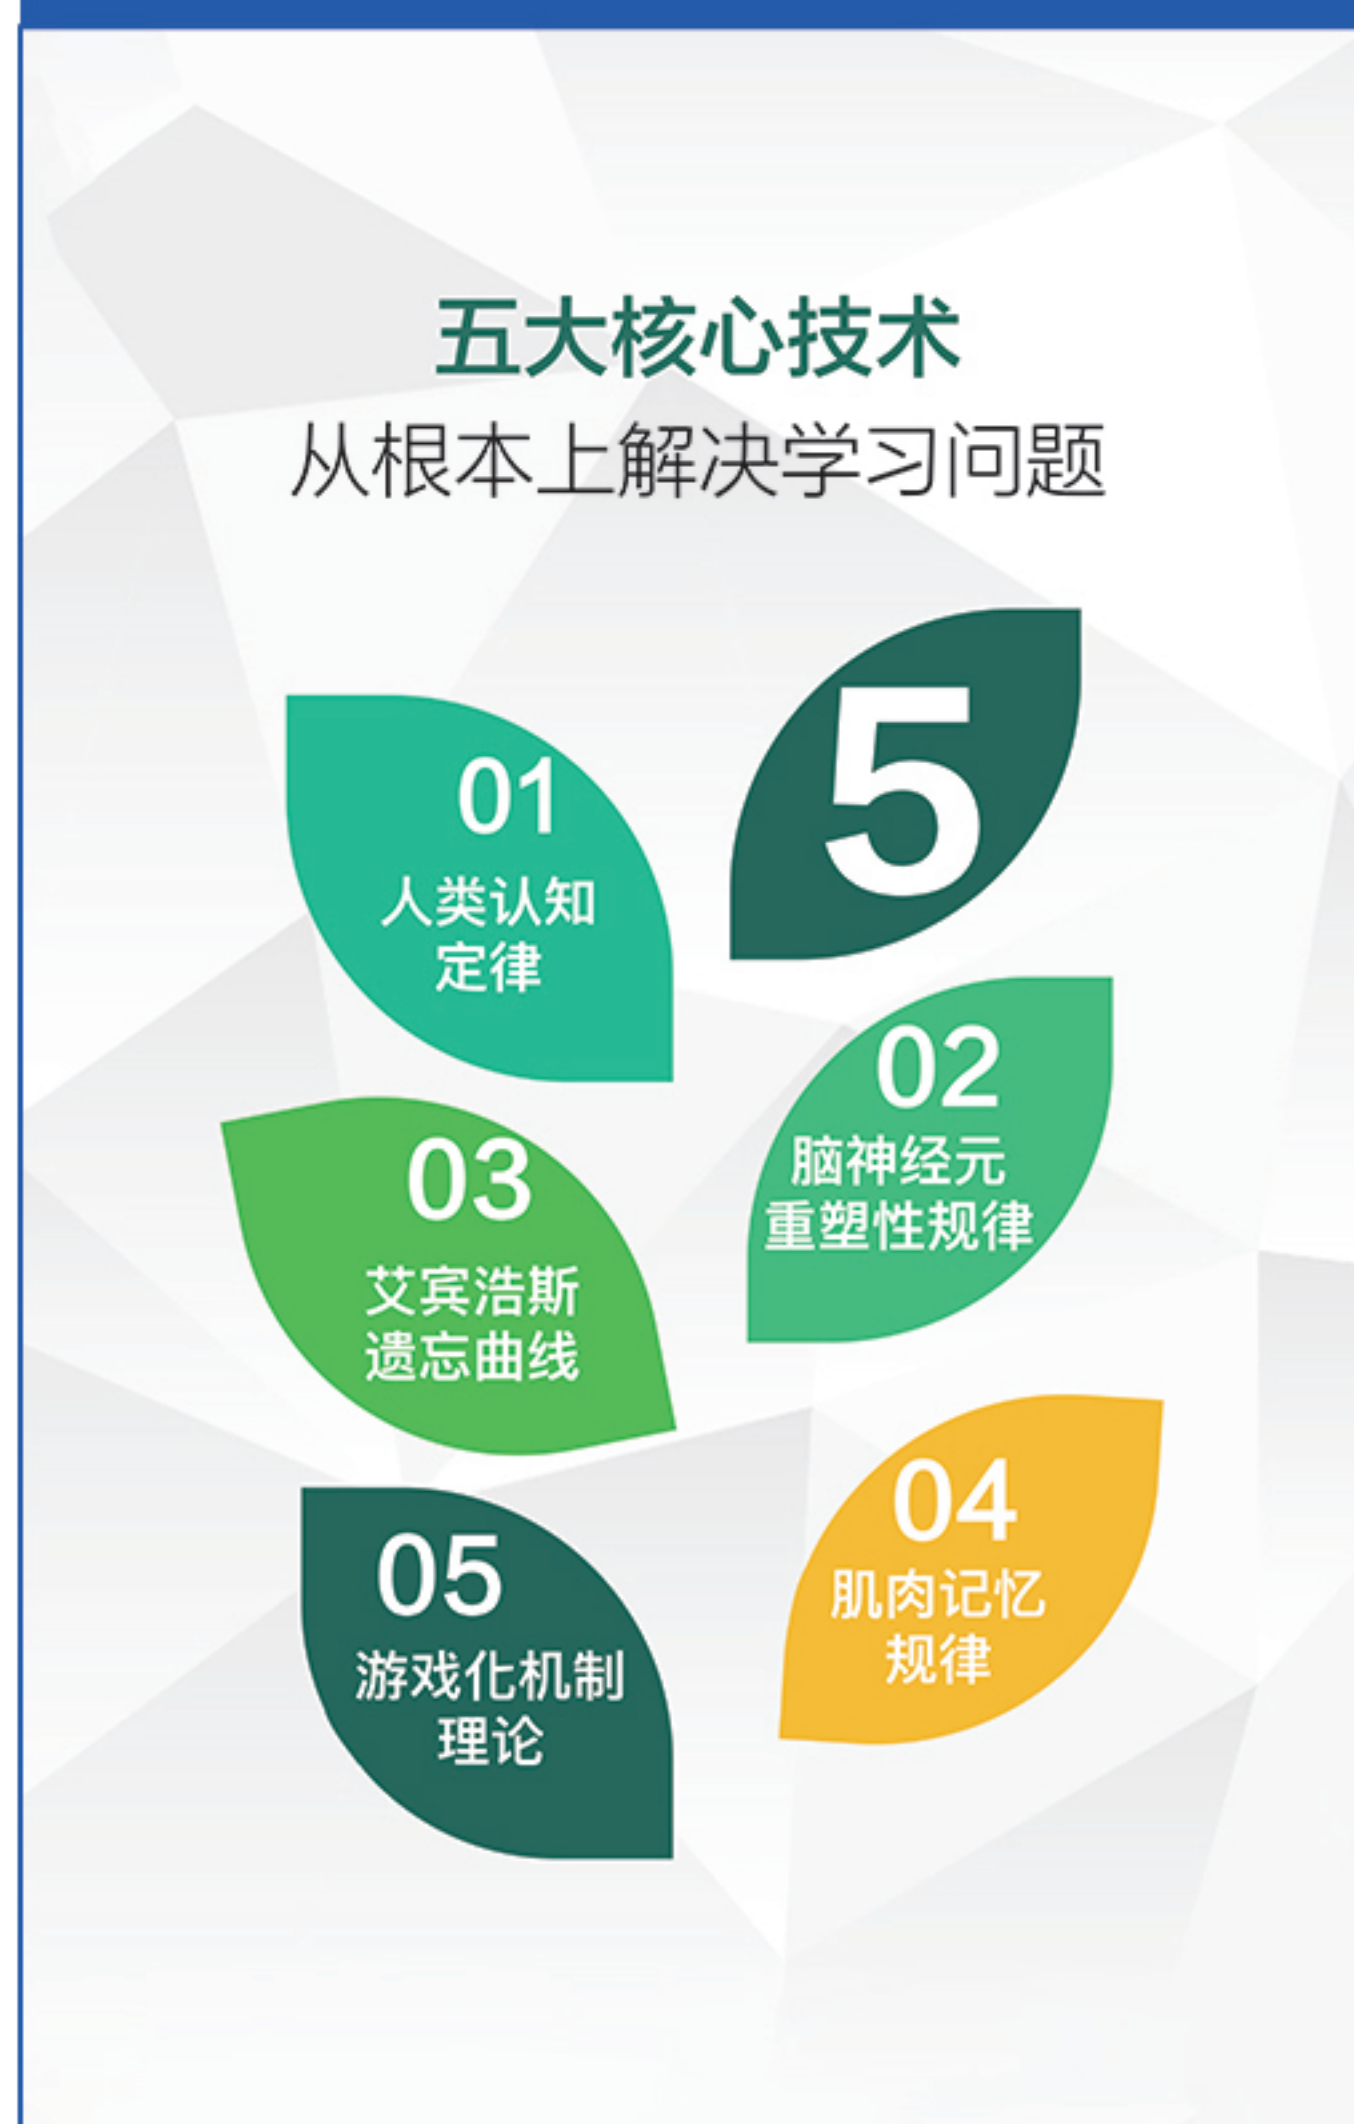 五大核心技术
从根本上解决学习问题
5
01
人类认知
定律
02
脑神经元
重塑性规律
03
艾宾浩斯
遗忘曲线
04
肌肉记忆
规律
05
游戏化机制
理论